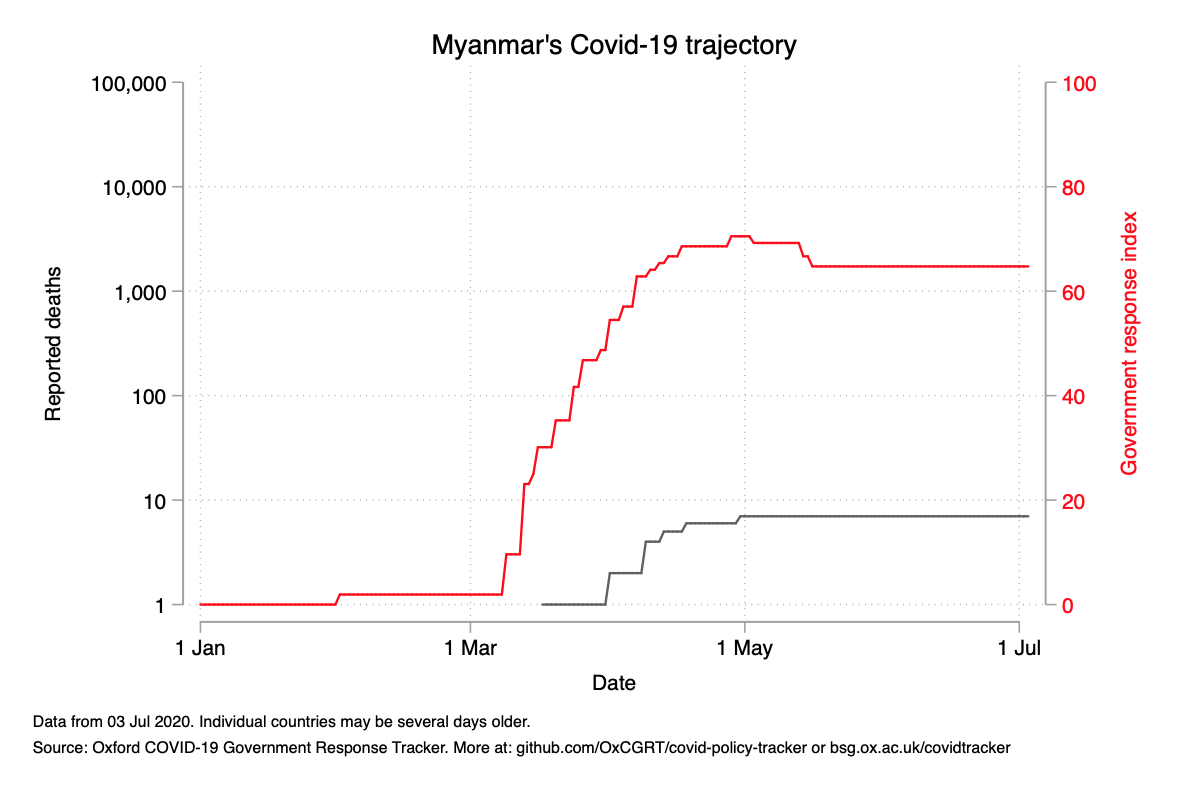 Myanmar's Covid-19 trajectory
100,000
10,000
1,000
100
10
1
Reported deaths
100
80
60
40
20
0
Government response index
1 Jan
1 Mar
1 May
1 Jul
Date
Data from 03 Jul 2020. Individual countries may be several days older.
Source: Oxford COVID-19 Government Response Tracker. More at: github.com/OxCGRT/covid-policy-tracker or bsg.ox.ac.uk/covidtracker